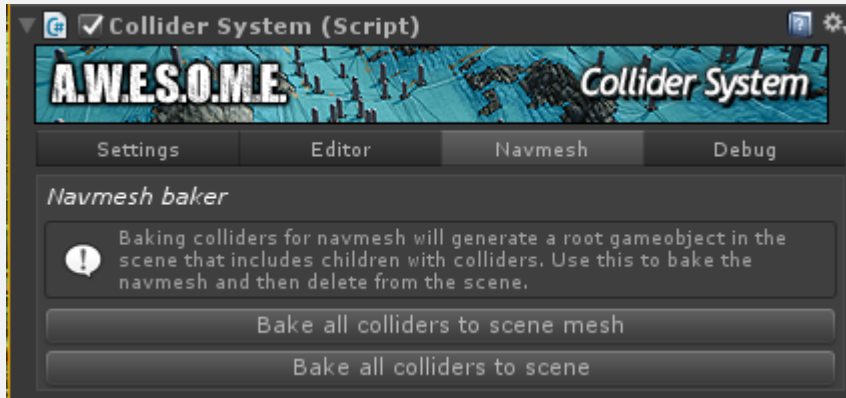 Collider System (Script)
A.W.E.S.O.M.E. Collider System
Settings Editor Navmesh Debug
Navmesh baker
Baking colliders for navmesh will generate a root gameobject in the
scene that includes children with colliders. Use this to bake the
navmesh and then delete from the scene.
Bake all colliders to scene mesh
Bake all colliders to scene